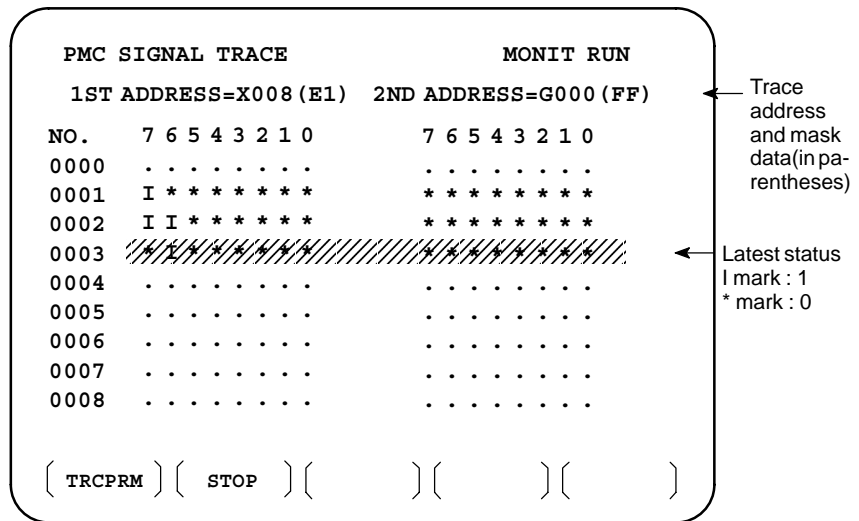 PMC SIGNAL TRACE MONIT RUN
1ST ADDRESS=X008(E1) 2ND ADDRESS=G000(FF)
NO. 7 6 5 4 3 2 1 0 7 6 5 4 3 2 1 0
0000 . . . . . . . . . . . . . . . .
0001 I * * * * * * * * * * * * * * *
0002 I I * * * * * * * * * * * * * *
0003 * I * * * * * * * * * * * * * *
0004 . . . . . . . . . . . . . . . .
0005 . . . . . . . . . . . . . . . .
0006 . . . . . . . . . . . . . . . .
0007 . . . . . . . . . . . . . . . .
0008 . . . . . . . . . . . . . . . .
[ TRCPRM ] [ STOP ] [ ] [ ] [ ]
Trace
address
and mask
data(in pa-
rentheses)
Latest status
I mark : 1
* mark : 0